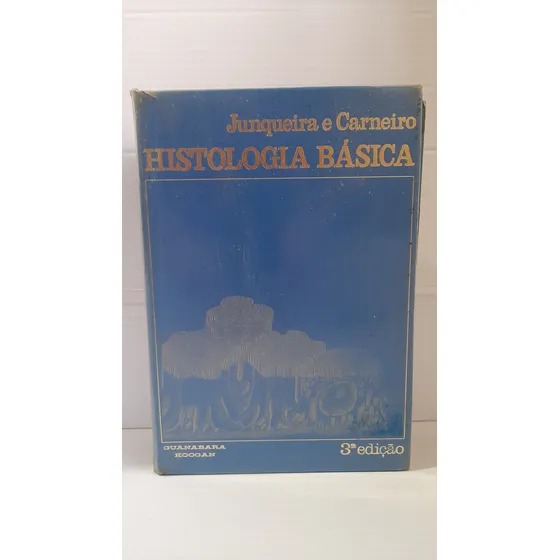 Junqueira e Carneiro
HISTOLOGIA BÁSICA
GUANABARA
KOOGAN
3ª edição